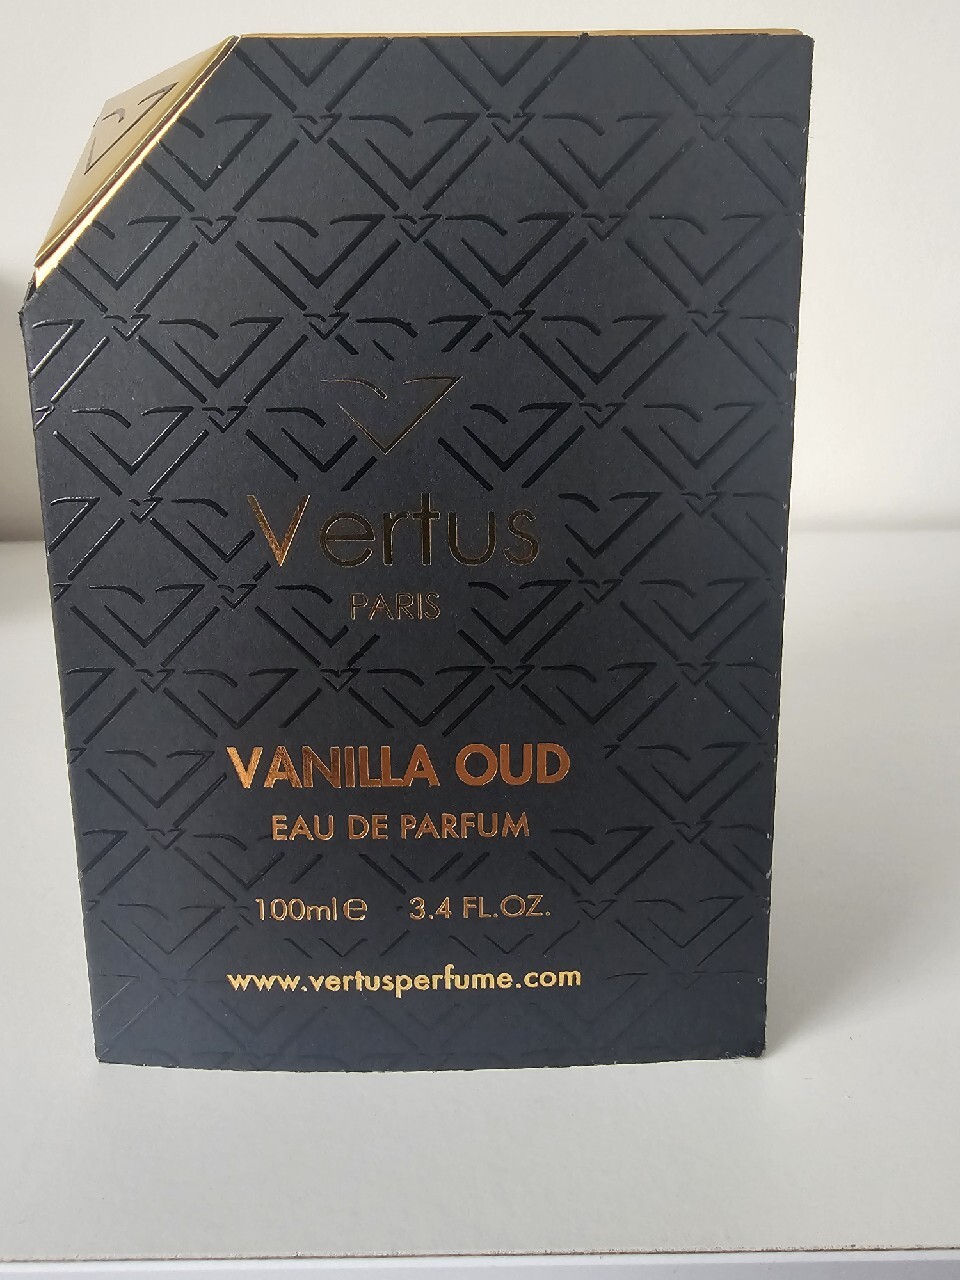 Vertus
PARIS
VANILLA OUD
EAU DE PARFUM
100ml℮ 3.4 FL.OZ.
www.vertusperfume.com